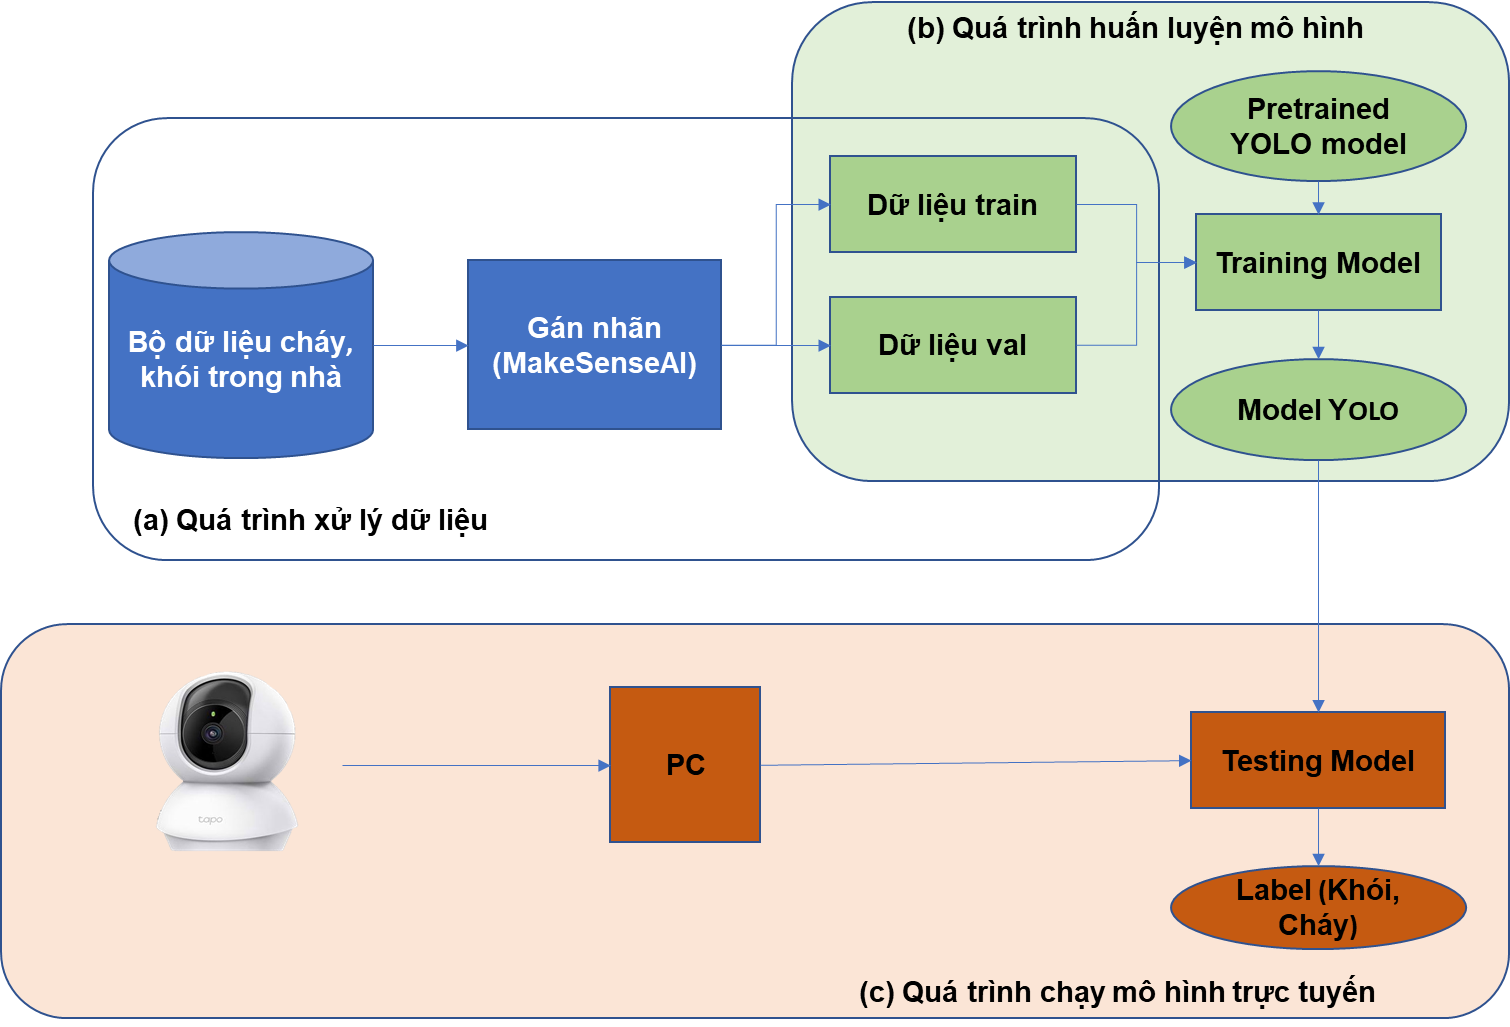 (b) Quá trình huấn luyện mô hình
Pretrained
YOLO model
Dữ liệu train
Training Model
Bộ dữ liệu cháy,
khói trong nhà
Gán nhãn
(MakeSenseAI)
Dữ liệu val
Model YOLO
(a) Quá trình xử lý dữ liệu
tapo
PC
Testing Model
Label (Khói,
Cháy)
(c) Quá trình chạy mô hình trực tuyến